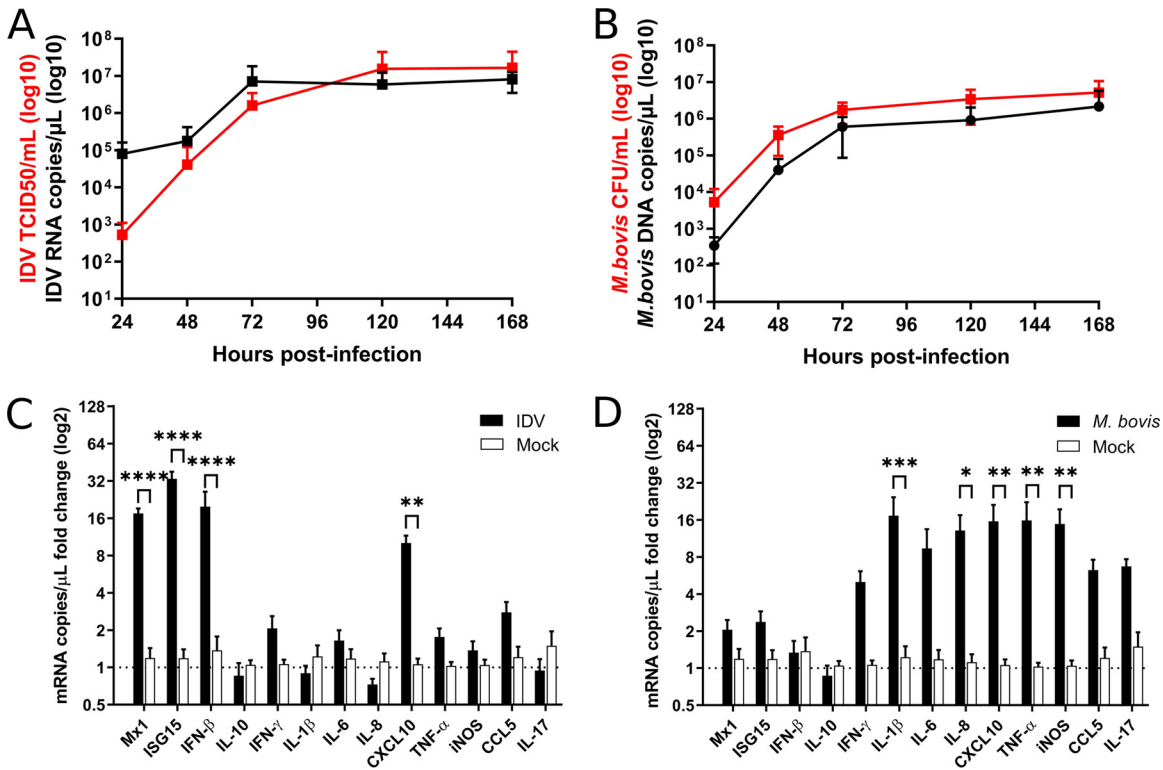 A
IDV TCID50/mL (log10)
IDV RNA copies/μL (log10)
10⁸
10⁷
10⁶
10⁵
10⁴
10³
10²
10¹
24 48 72 96 120 144 168
Hours post-infection
B
M.bovis CFU/mL (log10)
M.bovis DNA copies/μL (log10)
10⁸
10⁷
10⁶
10⁵
10⁴
10³
10²
10¹
24 48 72 96 120 144 168
Hours post-infection
C
mRNA copies/μL fold change (log2)
128
64
32
16
8
4
2
1
0.5
IDV
Mock
****
****
****
**
Mx1 ISG15 IFN-β IL-10 IFN-γ IL-1β IL-6 IL-8 CXCL10 TNF-α iNOS CCL5 IL-17
D
mRNA copies/μL fold change (log2)
128
64
32
16
8
4
2
1
0.5
M. bovis
Mock
***
*
**
**
**
Mx1 ISG15 IFN-β IL-10 IFN-γ IL-1β IL-6 IL-8 CXCL10 TNF-α iNOS CCL5 IL-17